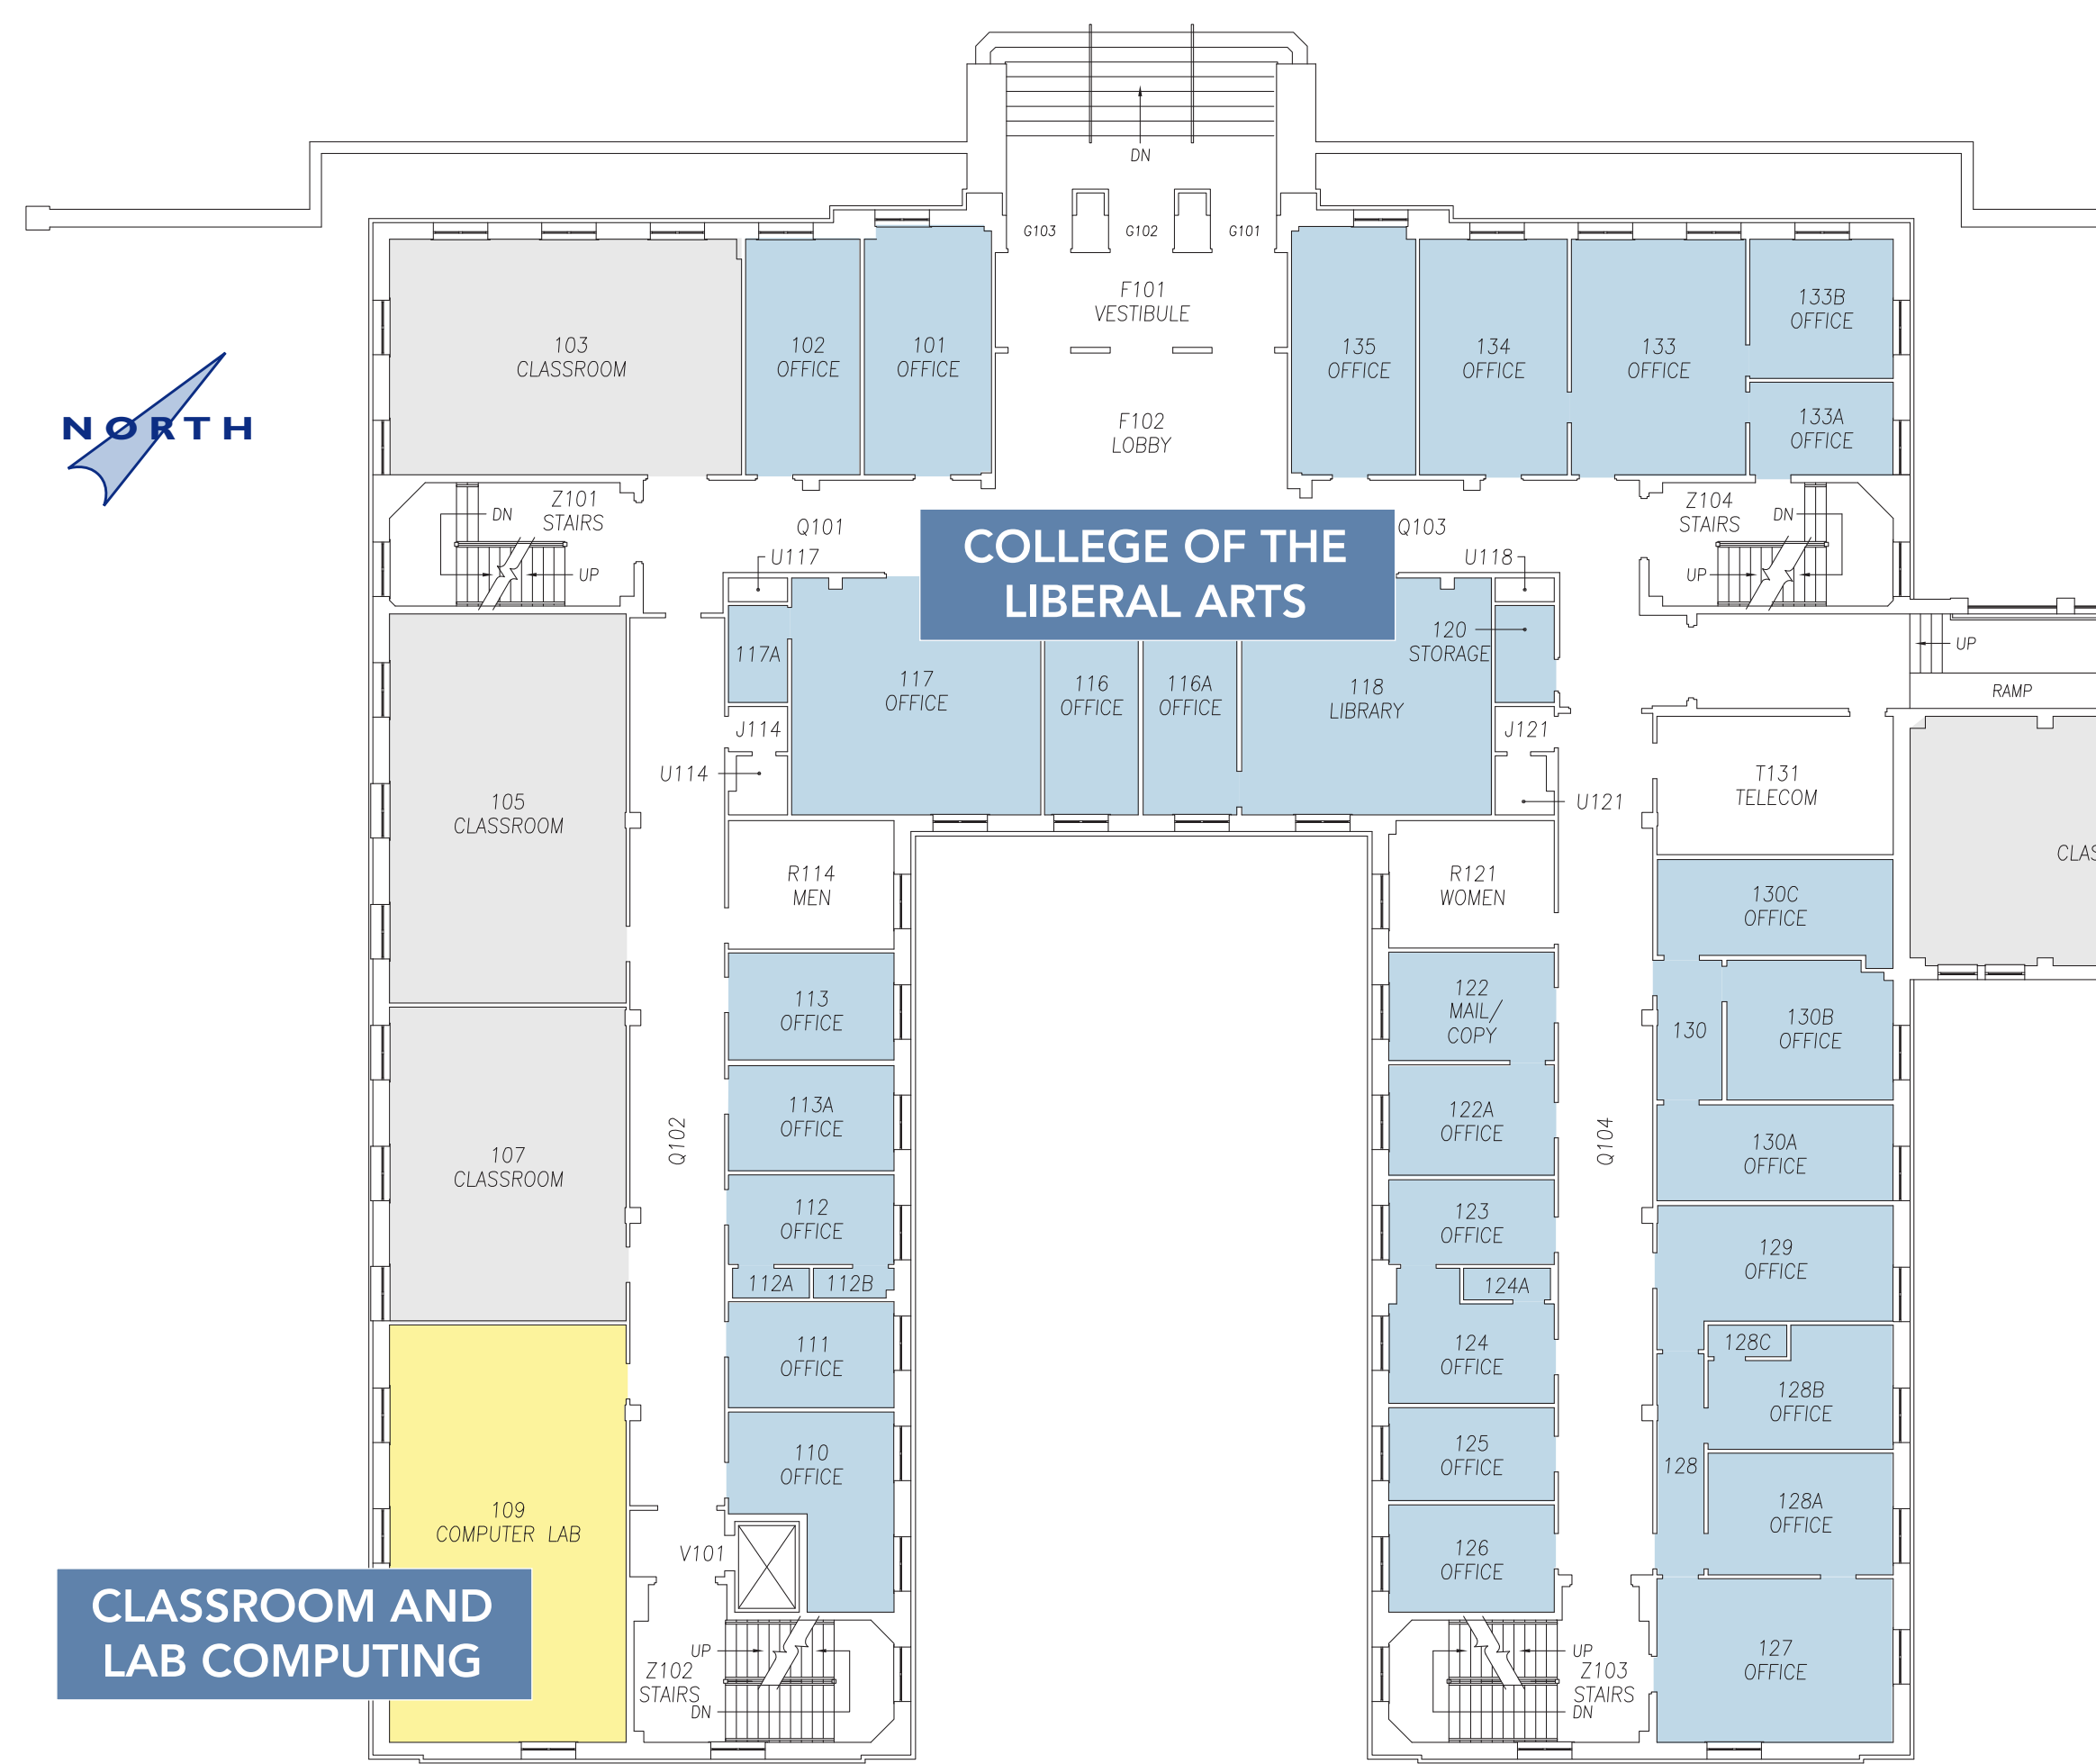 DN
G103
G102
G101
F101
VESTIBULE
133B
OFFICE
103
CLASSROOM
102
OFFICE
101
OFFICE
135
OFFICE
134
OFFICE
133
OFFICE
NORTH
F102
LOBBY
133A
OFFICE
Z101
STAIRS
DN
UP
Q101
COLLEGE OF THE
LIBERAL ARTS
Q103
Z104
STAIRS
DN
UP
U117
U118
117A
117
OFFICE
116
OFFICE
116A
OFFICE
118
LIBRARY
120
STORAGE
UP
RAMP
J114
J121
U114
U121
T131
TELECOM
105
CLASSROOM
R114
MEN
R121
WOMEN
130C
OFFICE
113
OFFICE
122
MAIL/
COPY
130
130B
OFFICE
113A
OFFICE
122A
OFFICE
Q102
Q104
130A
OFFICE
107
CLASSROOM
112
OFFICE
123
OFFICE
129
OFFICE
112A
112B
124A
111
OFFICE
124
OFFICE
128C
128B
OFFICE
110
OFFICE
125
OFFICE
128
128A
OFFICE
109
COMPUTER LAB
V101
126
OFFICE
CLASSROOM AND
LAB COMPUTING
UP
Z102
STAIRS
DN
UP
Z103
STAIRS
DN
127
OFFICE